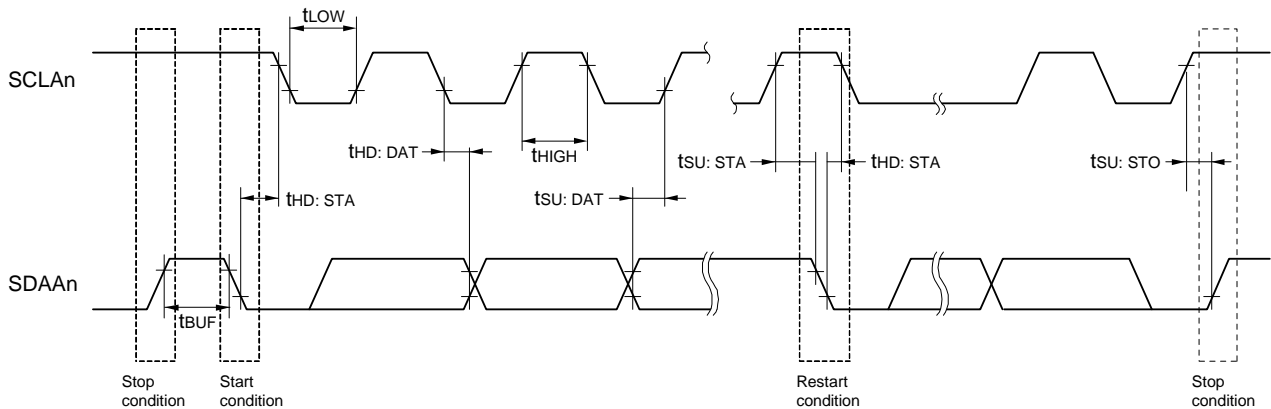 tLOW
SCLAn
tHD: DAT
tHIGH
tSU: STA
tHD: STA
tSU: STO
tHD: STA
tSU: DAT
SDAAn
tBUF
Stop
condition
Start
condition
Restart
condition
Stop
condition